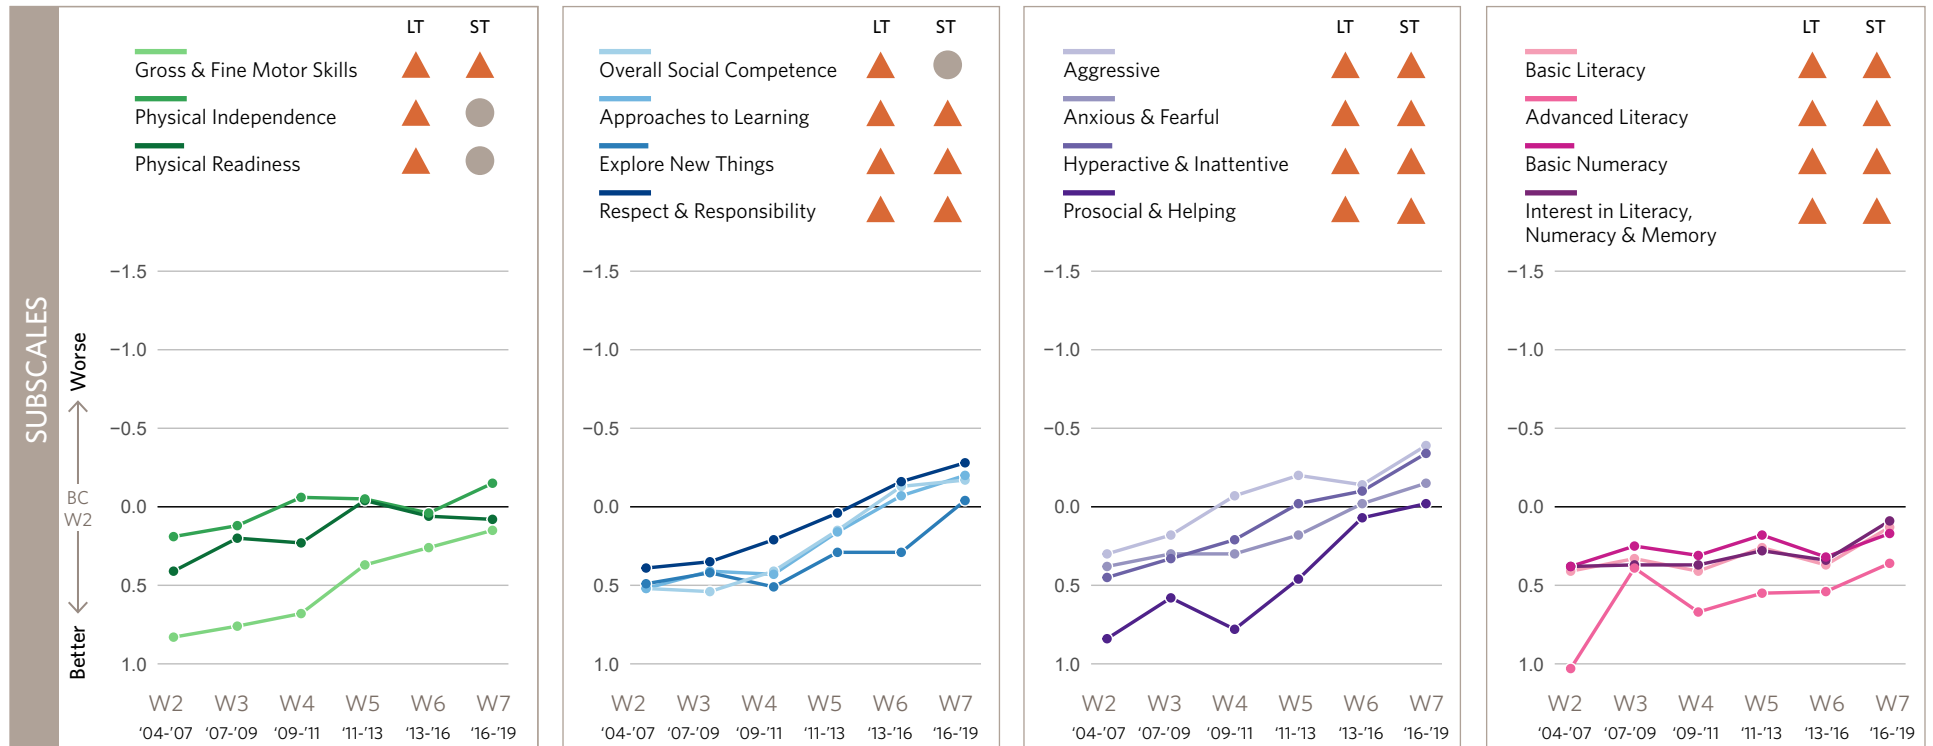 SUBSCALES
Worse
BC
W2
Better
LT ST
Gross & Fine Motor Skills
Physical Independence
Physical Readiness
−1.5
−1.0
−0.5
0.0
0.5
1.0
W2 W3 W4 W5 W6 W7
‘04-’07 ‘07-’09 ‘09-’11 ‘11-’13 ‘13-’16 ‘16-’19
LT ST
Overall Social Competence
Approaches to Learning
Explore New Things
Respect & Responsibility
−1.5
−1.0
−0.5
0.0
0.5
1.0
W2 W3 W4 W5 W6 W7
‘04-’07 ‘07-’09 ‘09-’11 ‘11-’13 ‘13-’16 ‘16-’19
LT ST
Aggressive
Anxious & Fearful
Hyperactive & Inattentive
Prosocial & Helping
−1.5
−1.0
−0.5
0.0
0.5
1.0
W2 W3 W4 W5 W6 W7
‘04-’07 ‘07-’09 ‘09-’11 ‘11-’13 ‘13-’16 ‘16-’19
LT ST
Basic Literacy
Advanced Literacy
Basic Numeracy
Interest in Literacy,
Numeracy & Memory
−1.5
−1.0
−0.5
0.0
0.5
1.0
W2 W3 W4 W5 W6 W7
‘04-’07 ‘07-’09 ‘09-’11 ‘11-’13 ‘13-’16 ‘16-’19